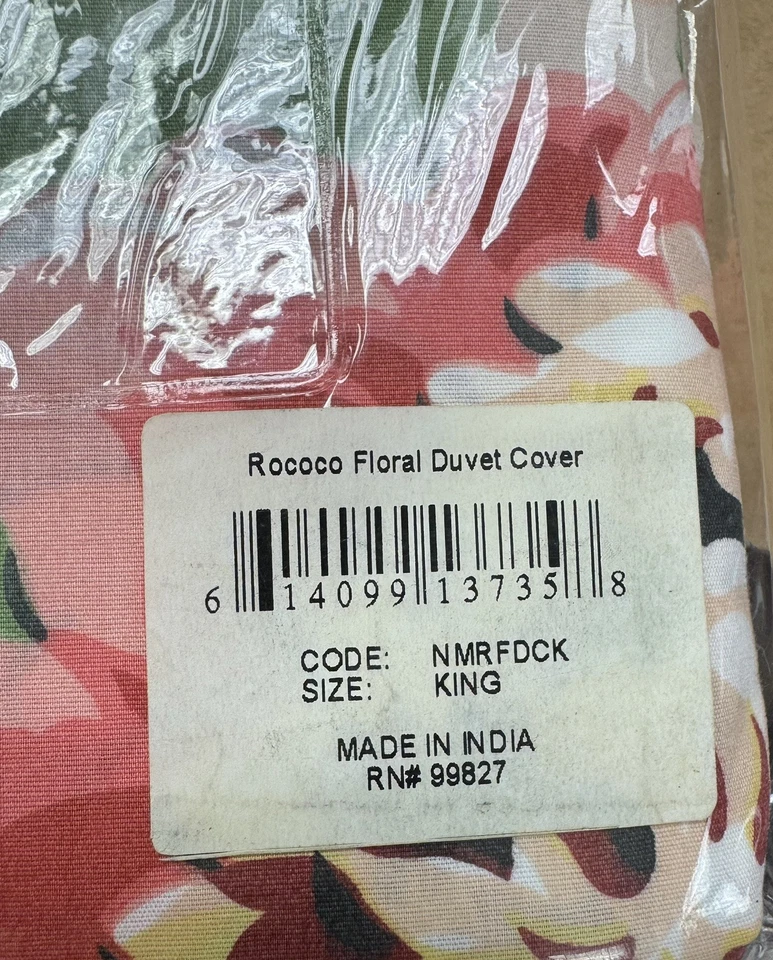 Rococo Floral Duvet Cover
6 14099 13735 8
CODE: NMRFDCK
SIZE: KING
MADE IN INDIA
RN# 99827